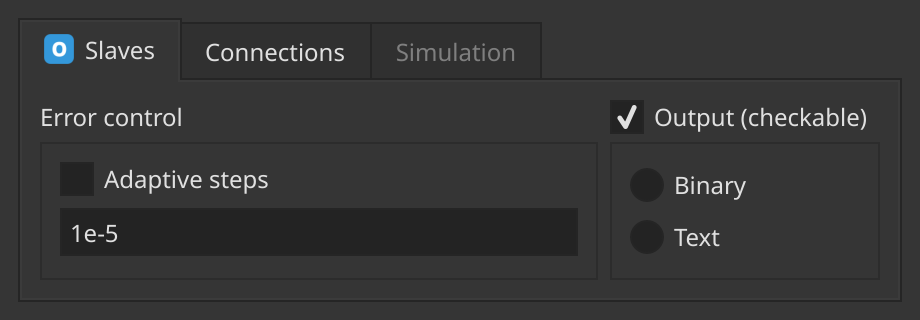 O Slaves Connections Simulation
Error control
Output (checkable)
Adaptive steps
1e-5
Binary
Text